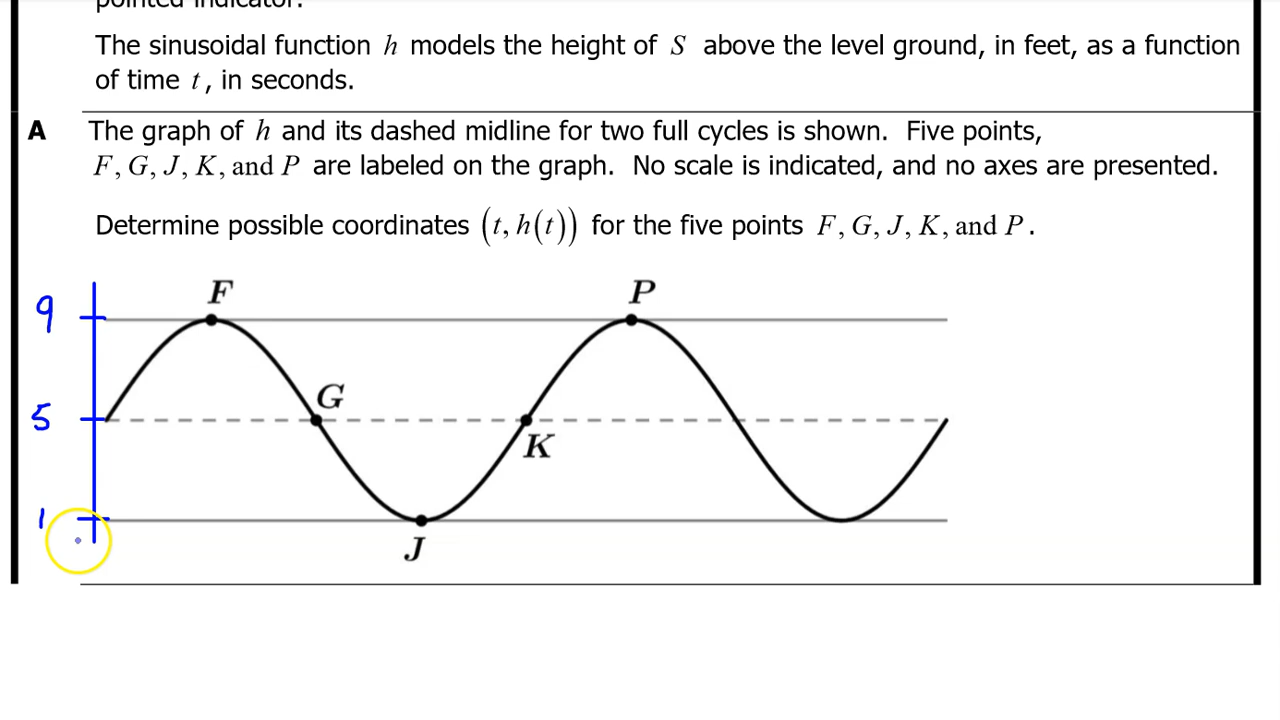 pointed indicator.
The sinusoidal function h models the height of S above the level ground, in feet, as a function
of time t, in seconds.
A The graph of h and its dashed midline for two full cycles is shown. Five points,
F, G, J, K, and P are labeled on the graph. No scale is indicated, and no axes are presented.
Determine possible coordinates (t, h(t)) for the five points F, G, J, K, and P.
F P
9
G
5
K
1
J